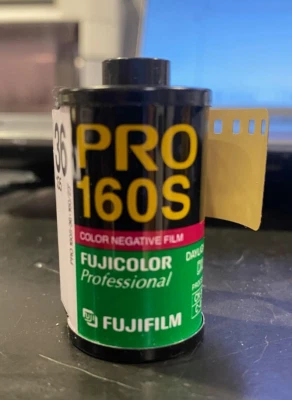 36
PRO
160S
COLOR NEGATIVE FILM
FUJICOLOR
Professional
FUJIFILM